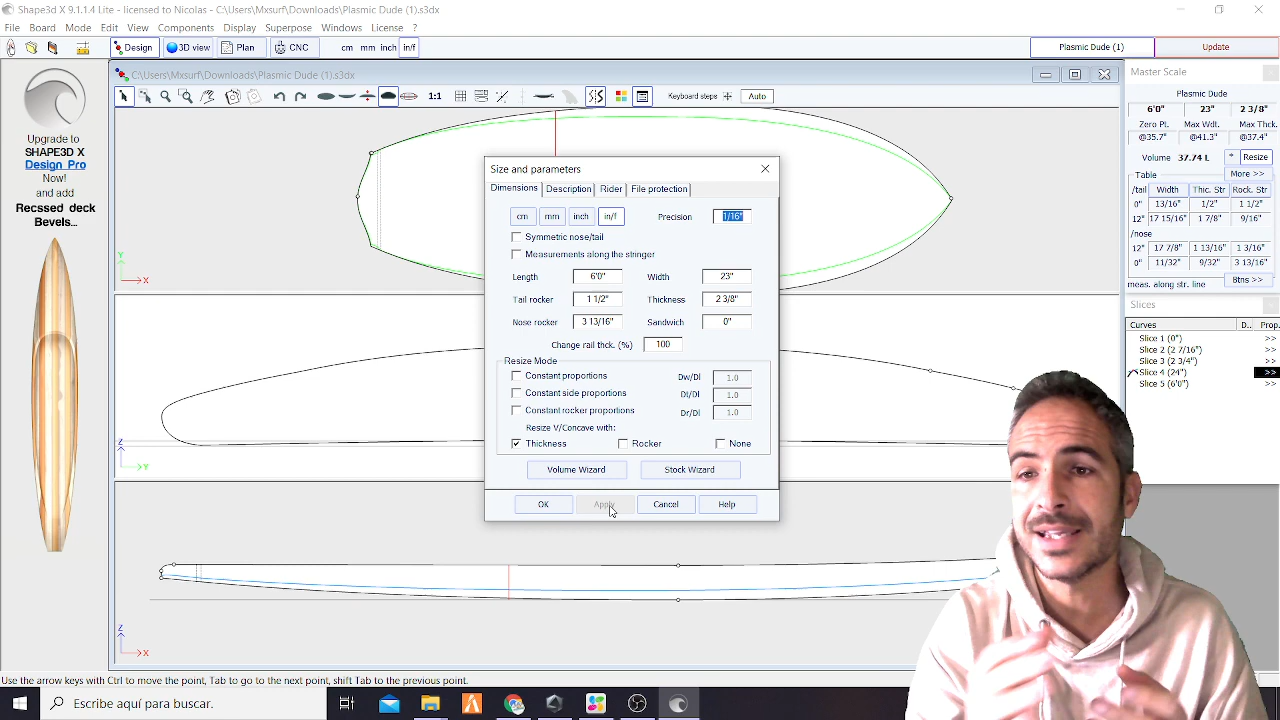 Shape3d X 9.1.1.4 Lite - licensed to Nicolas - C:\Users\Mxsurf\Downloads\Plasmic Dude (1).s3dx
File Board Mode Edit View Components Display Superpose Windows License ?
Design 3D view Plan CNC cm mm inch in/f Plasmic Dude (1) Update
C:\Users\Mxsurf\Downloads\Plasmic Dude (1).s3dx
1:1 Keyboard steps Auto
Upgrade to
SHAPE3D X
Design Pro
Now!
and add
Recssed deck
Bevels...
Size and parameters
Dimensions Description Rider File protection
cm mm inch in/f Precision 1/16"
Symmetric nose/tail
Measurements along the stringer
Length 6'0" Width 23"
Tail rocker 1 1/2" Thickness 2 3/8"
Nose rocker 3 13/16" Sandwich 0"
Change rail thck. (%) 100
Resize Mode
Constant proportions Dw/Dl 1.0
Constant side proportions Dt/Dl 1.0
Constant rocker proportions Dr/Dl 1.0
Resize V/Concave with:
Thickness Rocker None
Volume Wizard Stock Wizard
OK Apply Cancel Help
Master Scale
Plasmic Dude
6'0" 23" 2 3/8"
Zero Pt. Max Wdt. Max Thck.
@35.7" @41.3" @37.4"
Volume 37.74 L * Resize
Table More >>
/tail Width Thic. Str Rock. Str
0" 13/16" 1/2" 1 1/2"
12" 17 15/16" 1 7/8" 9/16"
/nose
12" 17 7/8" 1 13/16" 1 3/16"
0" 11/32" 9/32" 3 13/16"
meas. along str. line Btns >>
Slices
Curves D.. Prop.
Slice 1 (0") >>
Slice 2 (2 7/16") >>
Slice 3 (2 3/4") >>
Slice 4 (24") >>
Slice 5 (6'0") >>
Y
X
Z
Y
Z
X
Use the arrow keys with Ctrl to move the point, Tab to go to the next point, shift Tab to the previous point.
Escribe aquí para buscar.